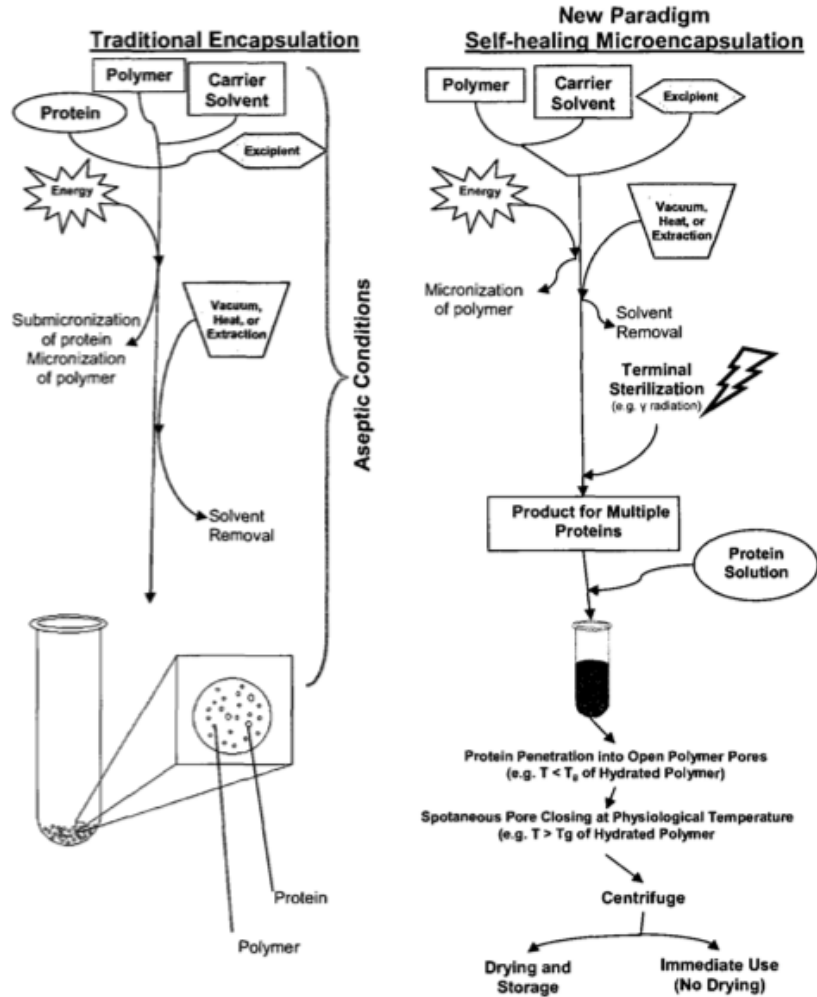 Traditional Encapsulation
Polymer
Carrier
Solvent
Protein
Excipient
Energy
Vacuum,
Heat, or
Extraction
Submicronization
of protein
Micronization
of polymer
Solvent
Removal
Aseptic Conditions
Protein
Polymer
New Paradigm
Self-healing Microencapsulation
Polymer
Carrier
Solvent
Excipient
Energy
Vacuum,
Heat, or
Extraction
Micronization
of polymer
Solvent
Removal
Terminal
Sterilization
(e.g. γ radiation)
Product for Multiple
Proteins
Protein
Solution
Protein Penetration into Open Polymer Pores
(e.g. T < Tg of Hydrated Polymer)
Spotaneous Pore Closing at Physiological Temperature
(e.g. T > Tg of Hydrated Polymer
Centrifuge
Drying and
Storage
Immediate Use
(No Drying)